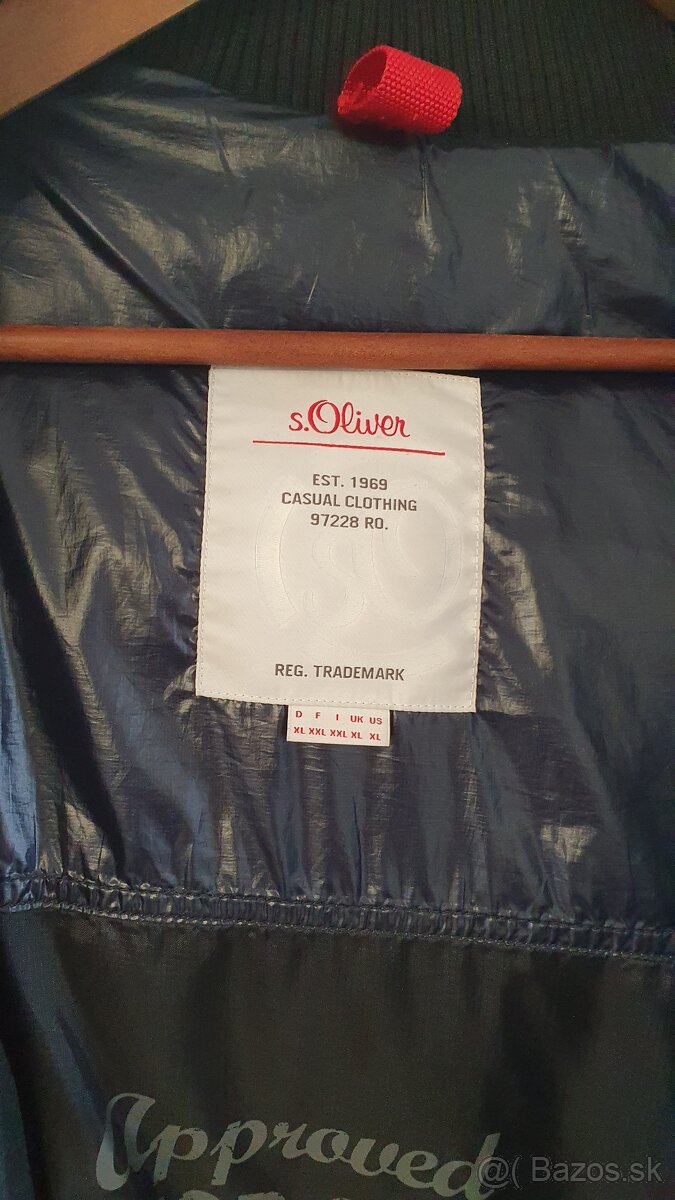 s.Oliver
EST. 1969
CASUAL CLOTHING
97228 RO.
REG. TRADEMARK
D F I UK US
XL XXL XXL XL XL
Approved
@( Bazos.sk